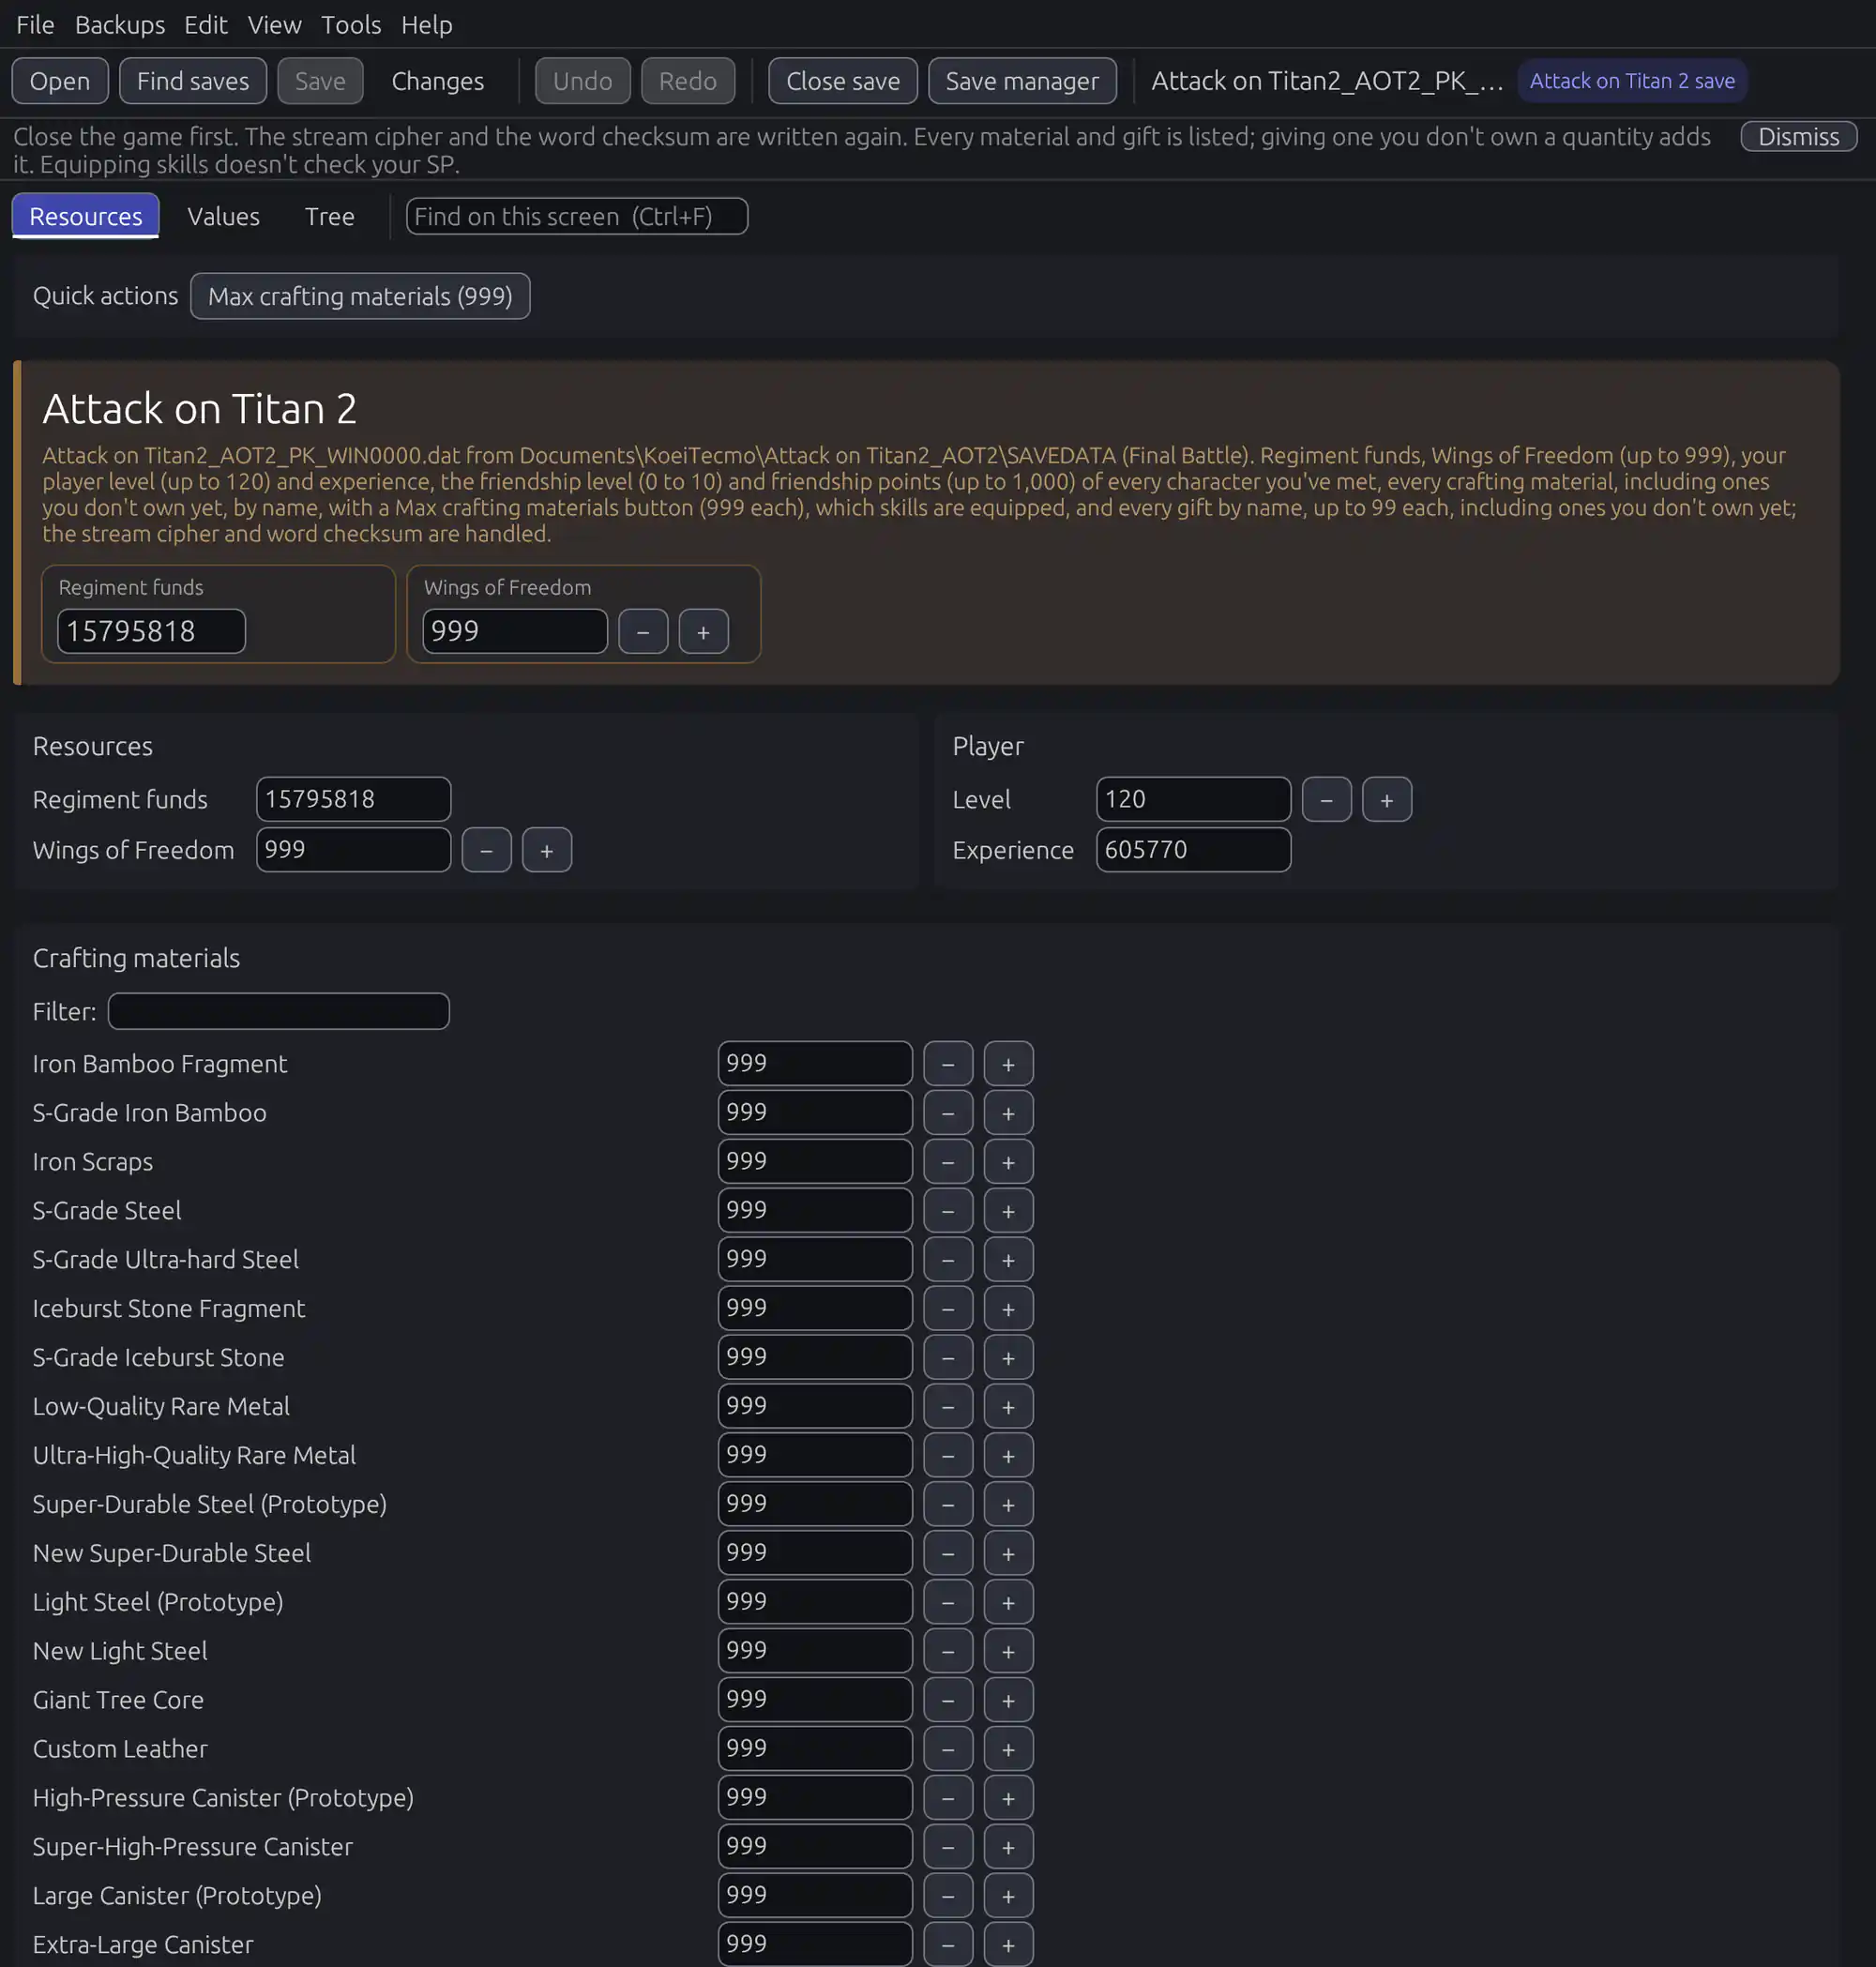 File Backups Edit View Tools Help
Open Find saves Save Changes Undo Redo Close save Save manager Attack on Titan2_AOT2_PK_... Attack on Titan 2 save
Close the game first. The stream cipher and the word checksum are written again. Every material and gift is listed; giving one you don't own a quantity adds
it. Equipping skills doesn't check your SP.
Dismiss
Resources Values Tree Find on this screen (Ctrl+F)
Quick actions Max crafting materials (999)
Attack on Titan 2
Attack on Titan2_AOT2_PK_WIN0000.dat from Documents\KoeiTecmo\Attack on Titan2_AOT2\SAVEDATA (Final Battle). Regiment funds, Wings of Freedom (up to 999), your
player level (up to 120) and experience, the friendship level (0 to 10) and friendship points (up to 1,000) of every character you've met, every crafting material, including ones
you don't own yet, by name, with a Max crafting materials button (999 each), which skills are equipped, and every gift by name, up to 99 each, including ones you don't own yet;
the stream cipher and word checksum are handled.
Regiment funds
15795818
Wings of Freedom
999 – +
Resources
Regiment funds 15795818
Wings of Freedom 999 – +
Player
Level 120 – +
Experience 605770
Crafting materials
Filter:
Iron Bamboo Fragment 999 – +
S-Grade Iron Bamboo 999 – +
Iron Scraps 999 – +
S-Grade Steel 999 – +
S-Grade Ultra-hard Steel 999 – +
Iceburst Stone Fragment 999 – +
S-Grade Iceburst Stone 999 – +
Low-Quality Rare Metal 999 – +
Ultra-High-Quality Rare Metal 999 – +
Super-Durable Steel (Prototype) 999 – +
New Super-Durable Steel 999 – +
Light Steel (Prototype) 999 – +
New Light Steel 999 – +
Giant Tree Core 999 – +
Custom Leather 999 – +
High-Pressure Canister (Prototype) 999 – +
Super-High-Pressure Canister 999 – +
Large Canister (Prototype) 999 – +
Extra-Large Canister 999 – +